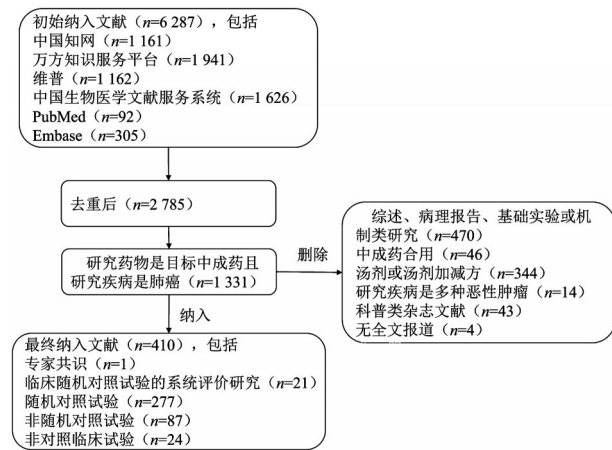 初始纳入文献（n=6 287），包括
中国知网（n=1 161）
万方知识服务平台（n=1 941）
维普（n=1 162）
中国生物医学文献服务系统（n=1 626）
PubMed（n=92）
Embase（n=305）
去重后（n=2 785）
研究药物是目标中成药且
研究疾病是肺癌（n=1 331）
删除
综述、病理报告、基础实验或机
制类研究（n=470）
中成药合用（n=46）
汤剂或汤剂加减方（n=344）
研究疾病是多种恶性肿瘤（n=14）
科普类杂志文献（n=43）
无全文报道（n=4）
纳入
最终纳入文献（n=410），包括
专家共识（n=1）
临床随机对照试验的系统评价研究（n=21）
随机对照试验（n=277）
非随机对照试验（n=87）
非对照临床试验（n=24）